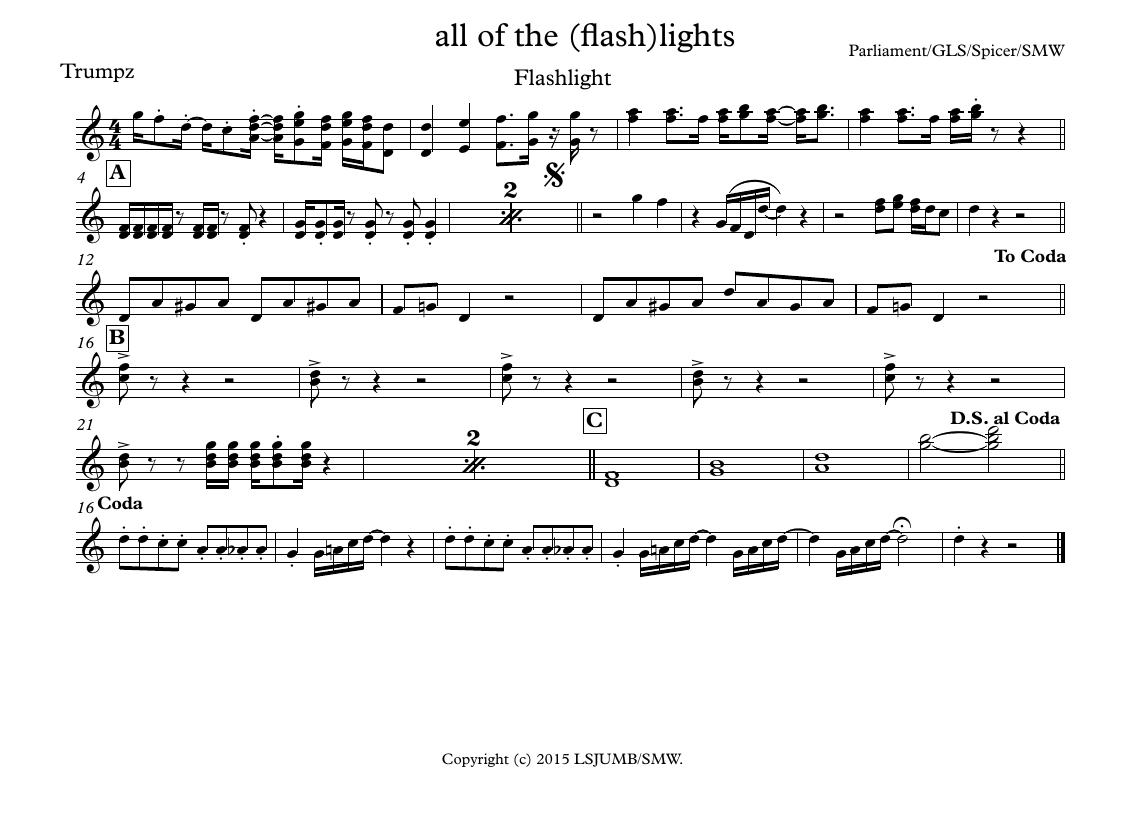 all of the (flash)lights
Parliament/GLS/Spicer/SMW
Trumpz
Flashlight
4
4
4
A
2
12
To Coda
16
B
21
2
C
D.S. al Coda
16 Coda
Copyright (c) 2015 LSJUMB/SMW.